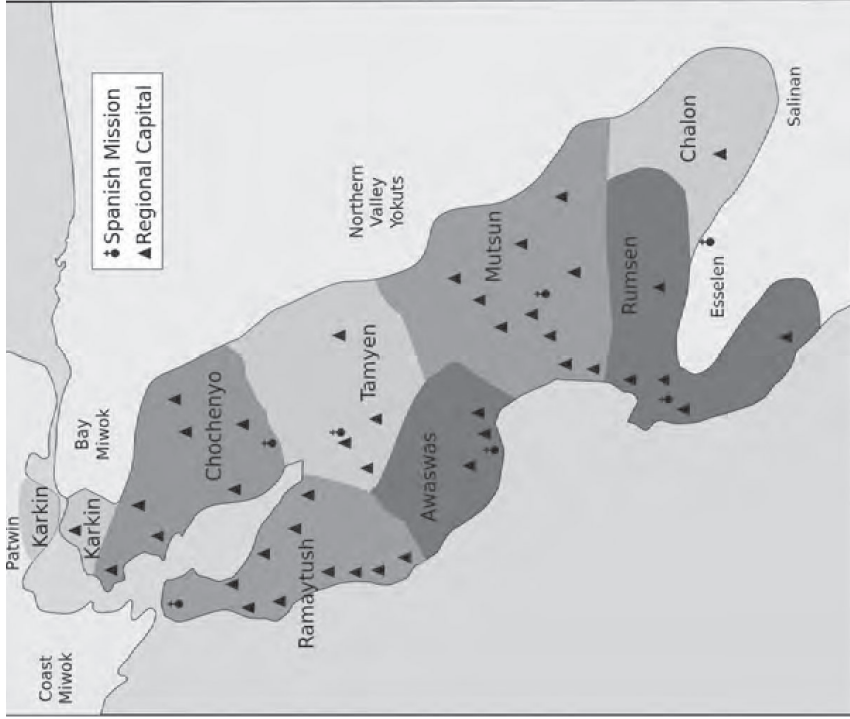 Patwin
Karkin
Karkin
Coast
Miwok
Bay
Miwok
Spanish Mission
Regional Capital
Chochenyo
Northern
Valley
Yokuts
Ramaytush
Tamyen
Awaswas
Mutsun
Rumsen
Chalon
Esselen
Salinan